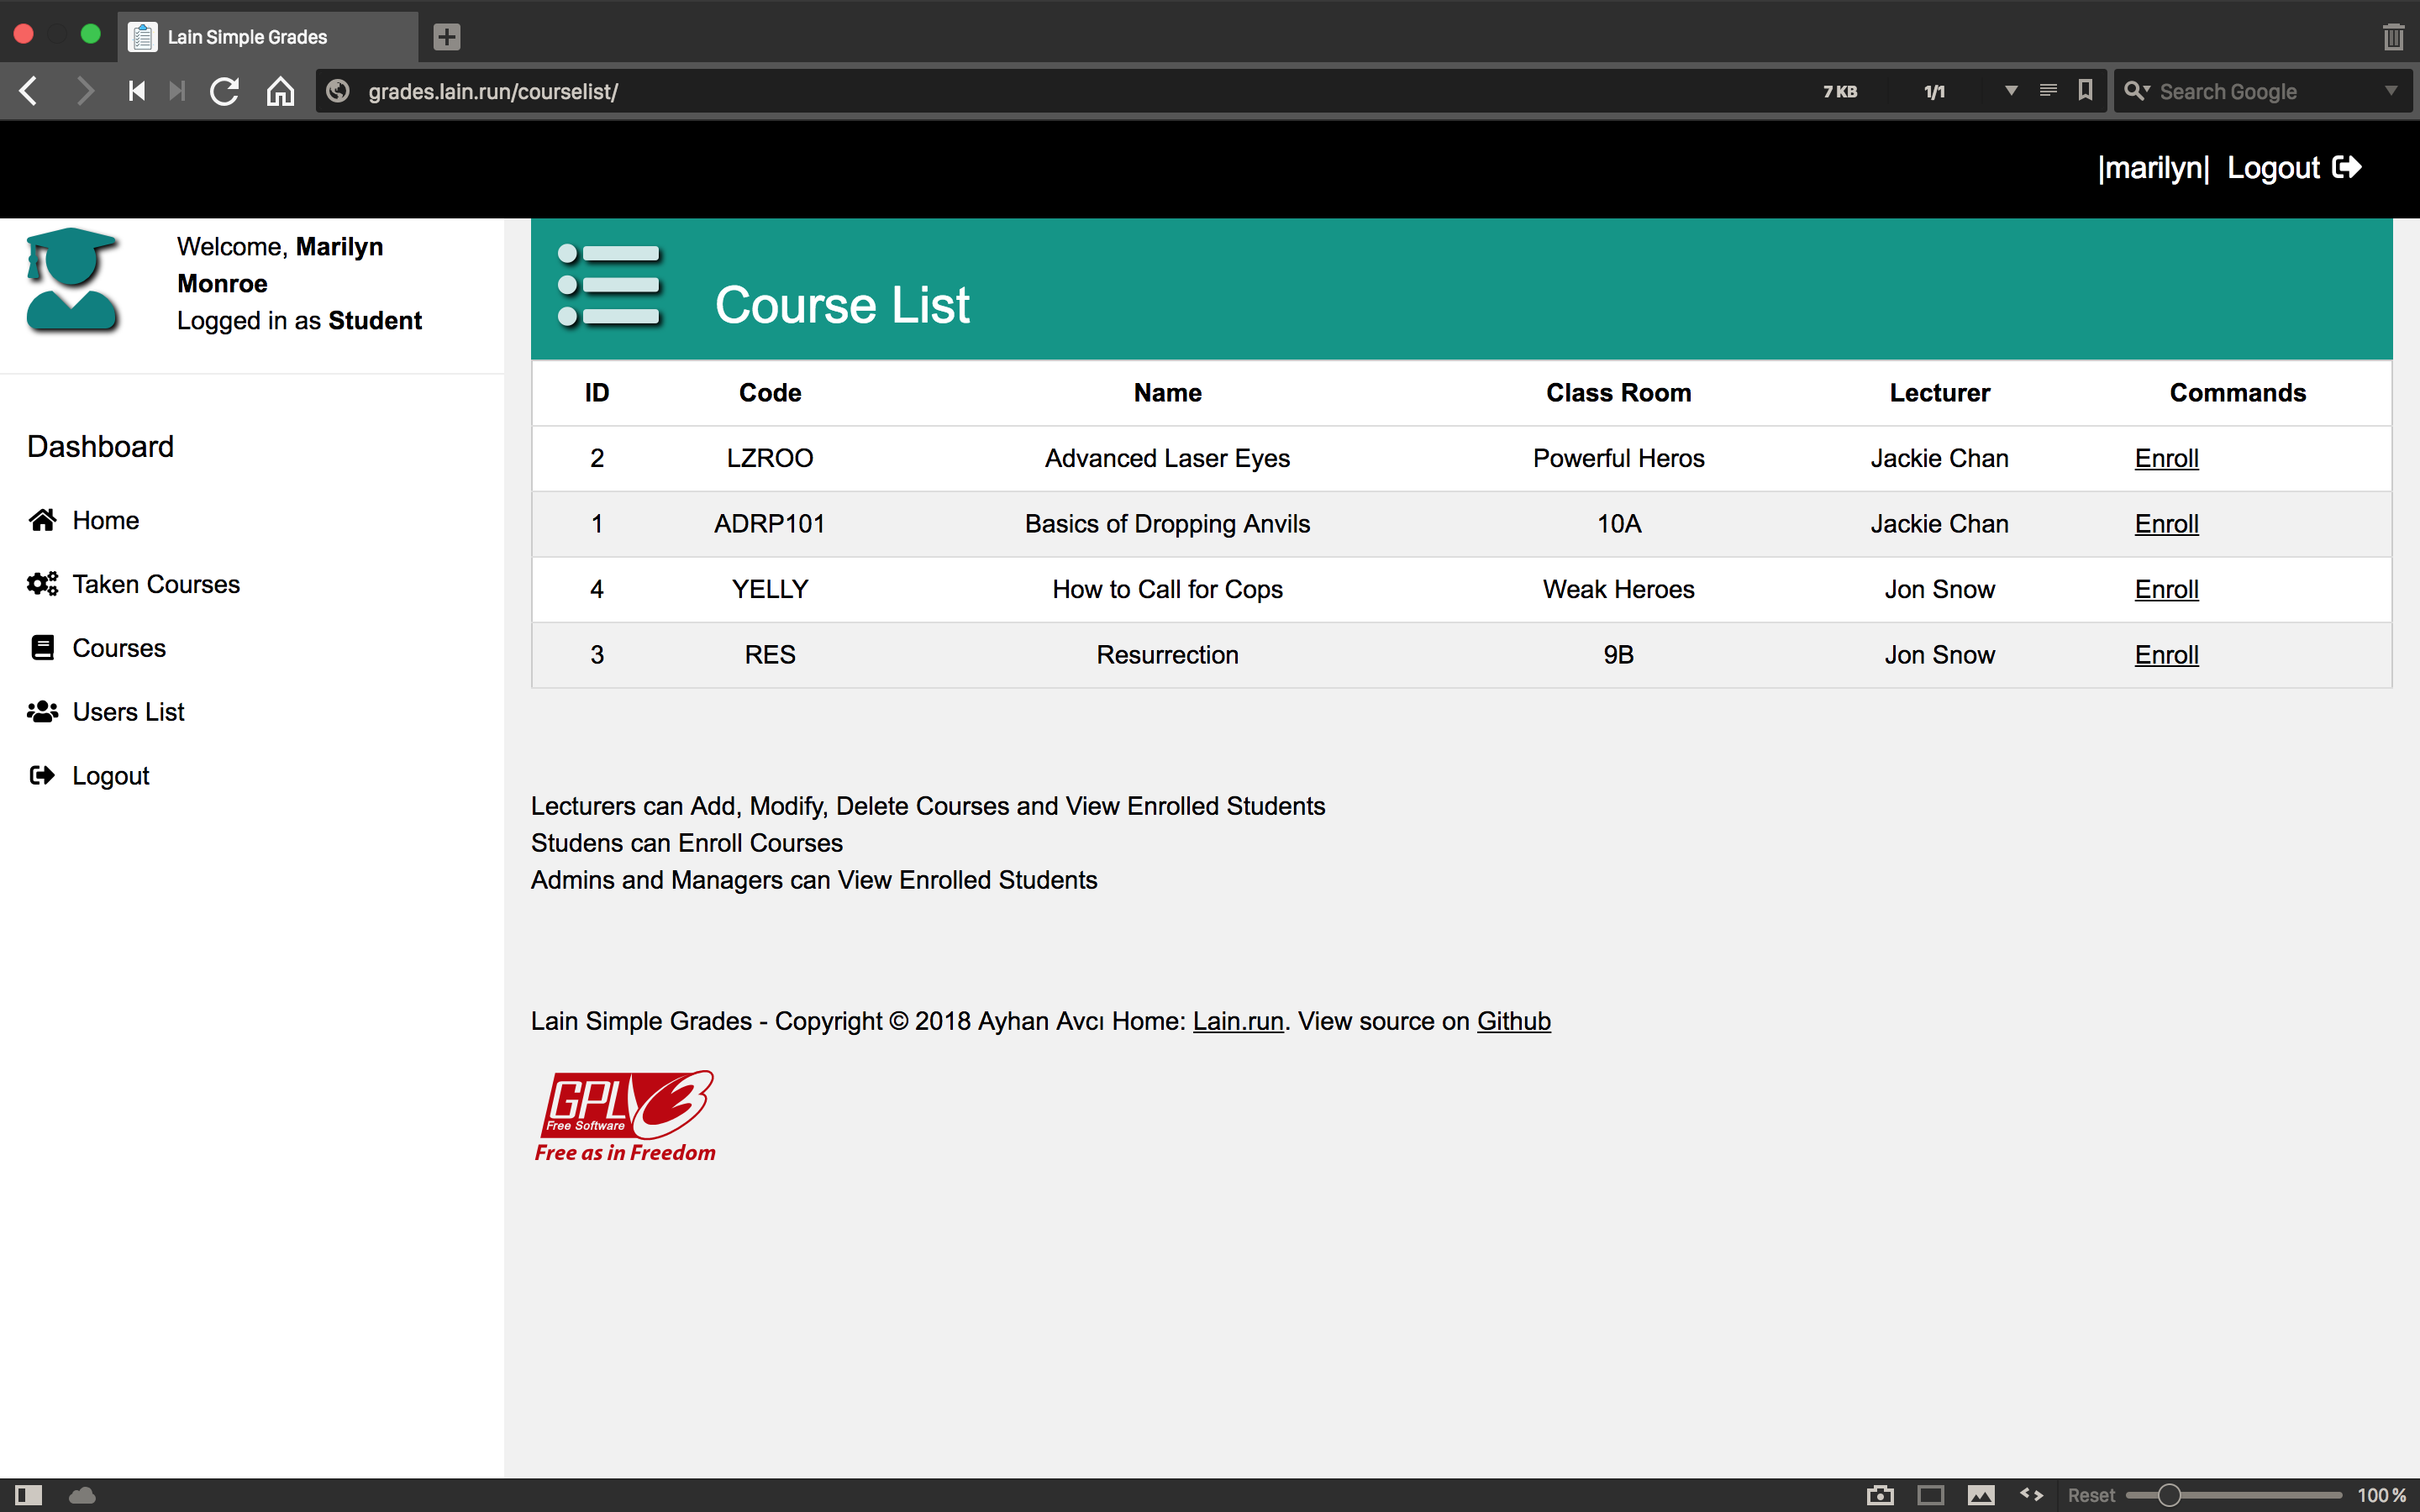 Lain Simple Grades
grades.lain.run/courselist/
7 KB
1/1
Search Google
|marilyn| Logout
Welcome, Marilyn
Monroe
Logged in as Student
Dashboard
Home
Taken Courses
Courses
Users List
Logout
Course List
ID Code Name Class Room Lecturer Commands
2 LZROO Advanced Laser Eyes Powerful Heros Jackie Chan Enroll
1 ADRP101 Basics of Dropping Anvils 10A Jackie Chan Enroll
4 YELLY How to Call for Cops Weak Heroes Jon Snow Enroll
3 RES Resurrection 9B Jon Snow Enroll
Lecturers can Add, Modify, Delete Courses and View Enrolled Students
Studens can Enroll Courses
Admins and Managers can View Enrolled Students
Lain Simple Grades - Copyright © 2018 Ayhan Avcı Home: Lain.run. View source on Github
GPL 3
Free Software
Free as in Freedom
Reset 100 %